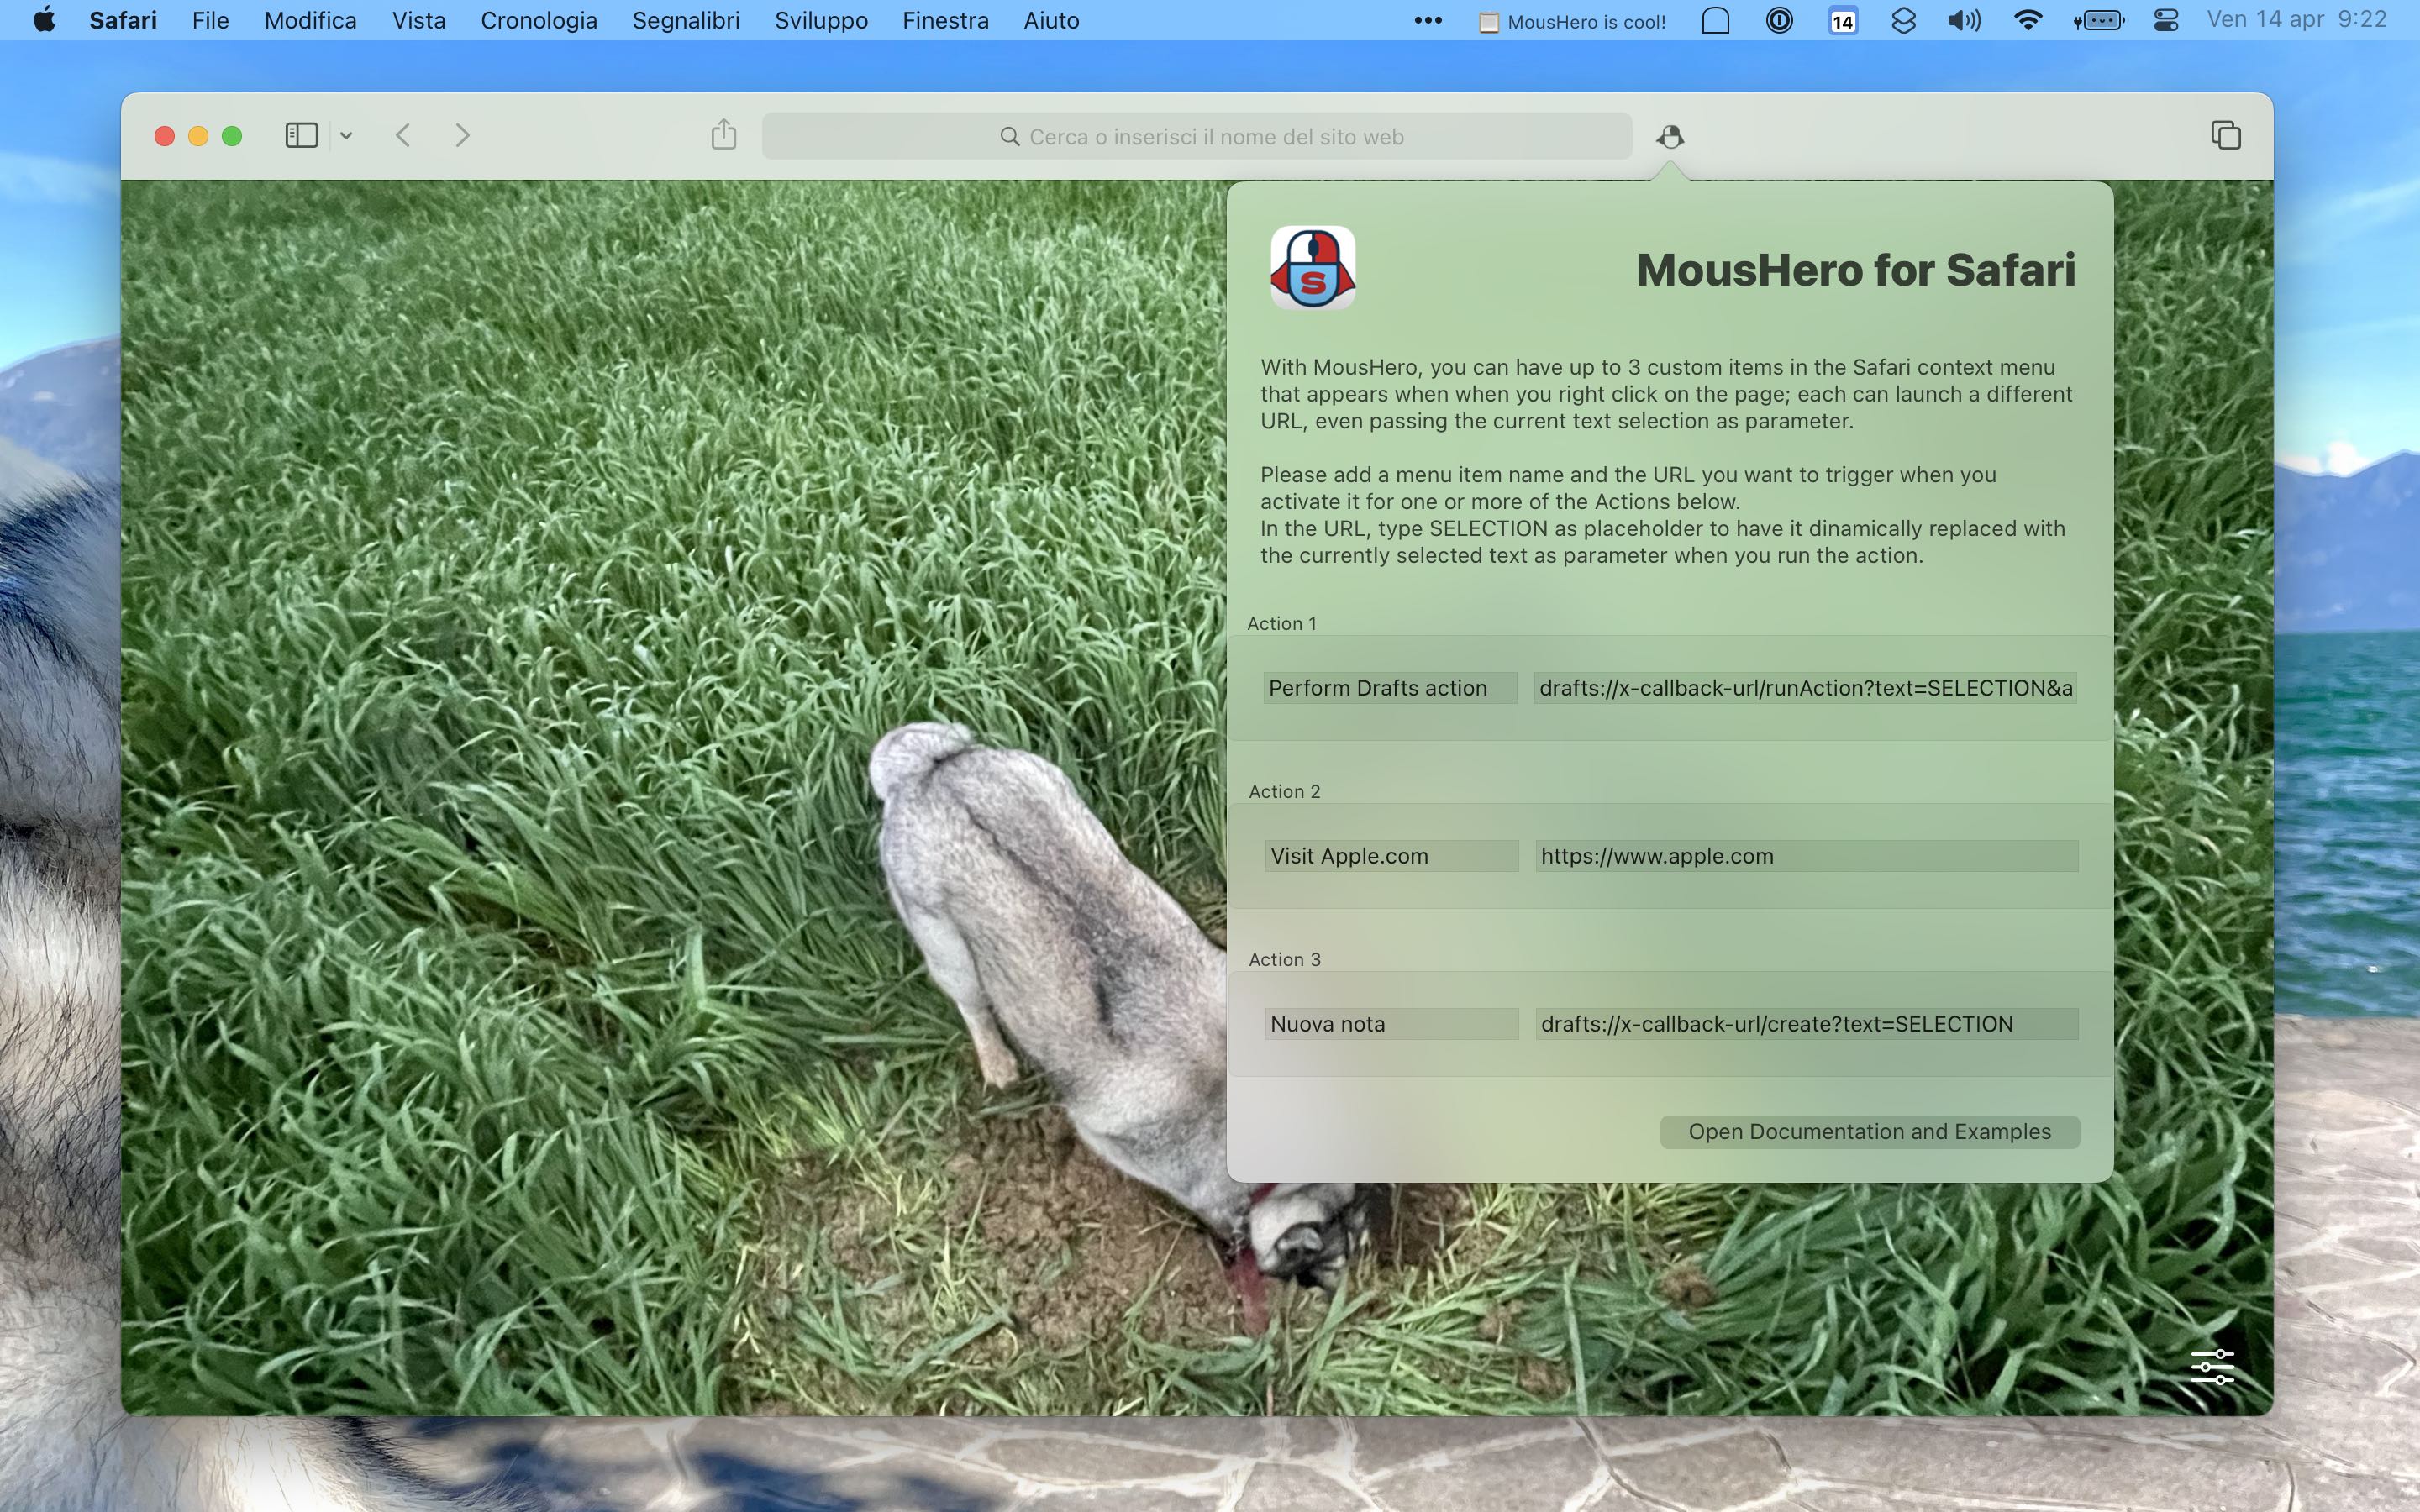 Safari File Modifica Vista Cronologia Segnalibri Sviluppo Finestra Aiuto ••• MousHero is cool! 14 Ven 14 apr 9:22
Cerca o inserisci il nome del sito web
S
MousHero for Safari
With MousHero, you can have up to 3 custom items in the Safari context menu
that appears when when you right click on the page; each can launch a different
URL, even passing the current text selection as parameter.
Please add a menu item name and the URL you want to trigger when you
activate it for one or more of the Actions below.
In the URL, type SELECTION as placeholder to have it dinamically replaced with
the currently selected text as parameter when you run the action.
Action 1
Perform Drafts action drafts://x-callback-url/runAction?text=SELECTION&a
Action 2
Visit Apple.com https://www.apple.com
Action 3
Nuova nota drafts://x-callback-url/create?text=SELECTION
Open Documentation and Examples